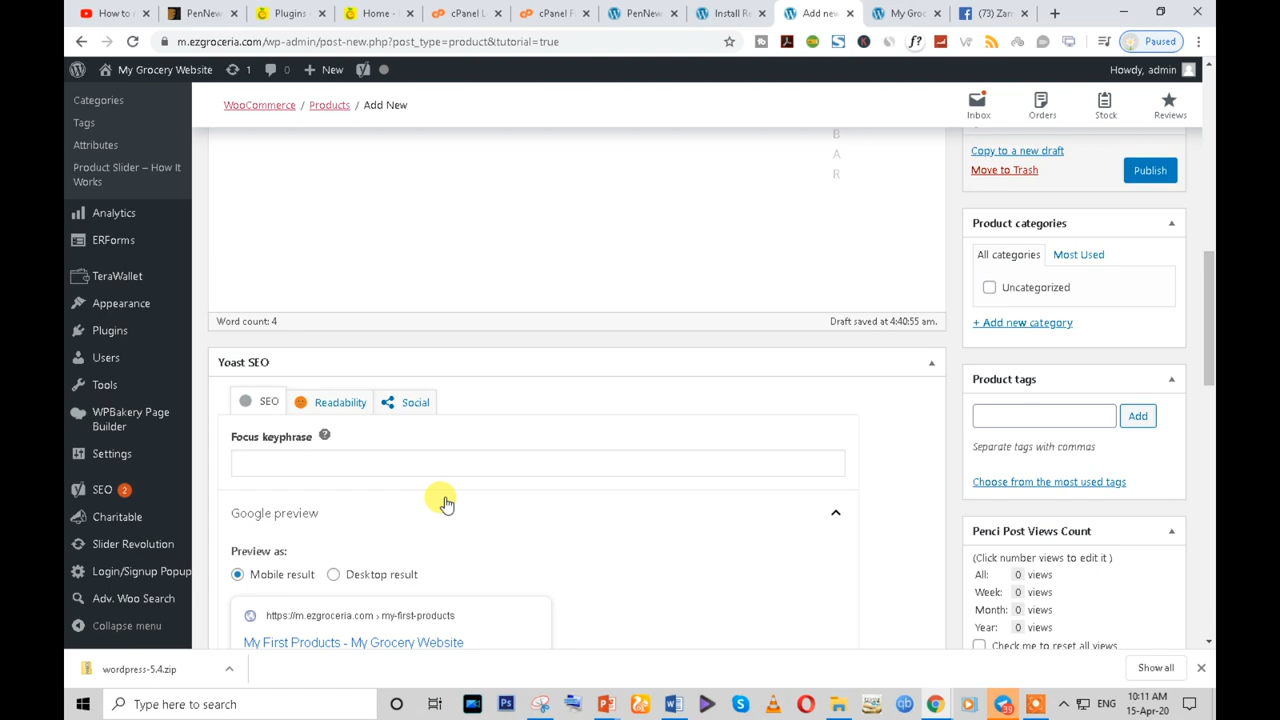 How to
PenNew
Plugins
Home -
cPanel L
cPanel F
PenNew
Install Re
Add new
My Groc
(73) Zam
m.ezgroceria.com/wp-admin/post-new.php?post_type=product&tutorial=true
Paused
My Grocery Website
1
0
New
Howdy, admin
Categories
Tags
Attributes
Product Slider – How It
Works
Analytics
ERForms
TeraWallet
Appearance
Plugins
Users
Tools
WPBakery Page
Builder
Settings
SEO 2
Charitable
Slider Revolution
Login/Signup Popup
Adv. Woo Search
Collapse menu
WooCommerce / Products / Add New
Inbox
Orders
Stock
Reviews
B
A
R
Word count: 4
Draft saved at 4:40:55 am.
Yoast SEO
SEO
Readability
Social
Focus keyphrase
Google preview
Preview as:
Mobile result
Desktop result
https://m.ezgroceria.com › my-first-products
My First Products - My Grocery Website
Copy to a new draft
Move to Trash
Publish
Product categories
All categories
Most Used
Uncategorized
+ Add new category
Product tags
Add
Separate tags with commas
Choose from the most used tags
Penci Post Views Count
(Click number views to edit it )
All: 0 views
Week: 0 views
Month: 0 views
Year: 0 views
Check me to reset all views
wordpress-5.4.zip
Show all
Type here to search
39
ENG
10:11 AM
15-Apr-20